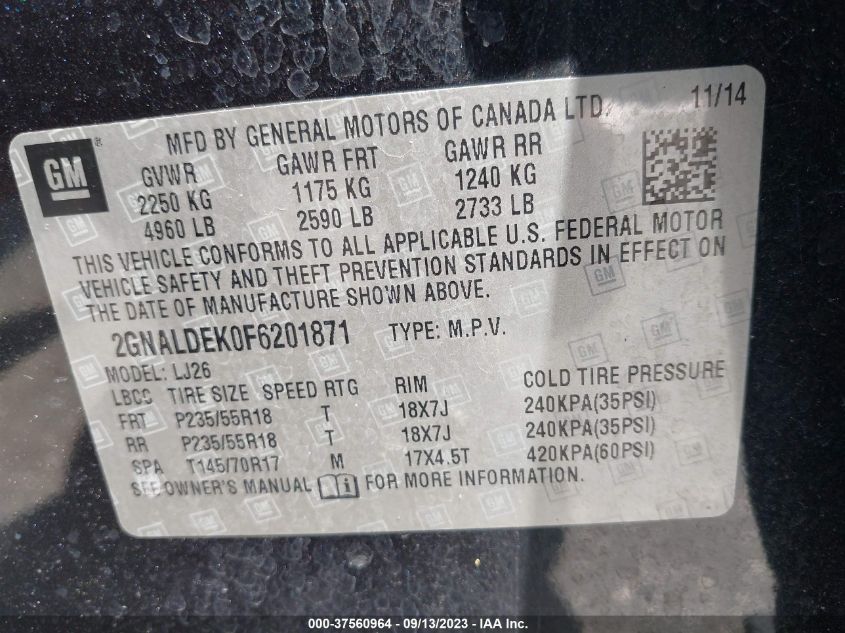 MFD BY GENERAL MOTORS OF CANADA LTD. 11/14
GM ®
GVWR GAWR FRT GAWR RR
2250 KG 1175 KG 1240 KG
4960 LB 2590 LB 2733 LB
THIS VEHICLE CONFORMS TO ALL APPLICABLE U.S. FEDERAL MOTOR
VEHICLE SAFETY AND THEFT PREVENTION STANDARDS IN EFFECT ON
THE DATE OF MANUFACTURE SHOWN ABOVE.
2GNALDEK0F6201871 TYPE: M.P.V.
MODEL: LJ26
LBCC TIRE SIZE SPEED RTG RIM COLD TIRE PRESSURE
FRT P235/55R18 T 18X7J 240KPA(35PSI)
RR P235/55R18 T 18X7J 240KPA(35PSI)
SPA T145/70R17 M 17X4.5T 420KPA(60PSI)
SEE OWNER'S MANUAL FOR MORE INFORMATION.
000-37560964 - 09/13/2023 - IAA Inc.